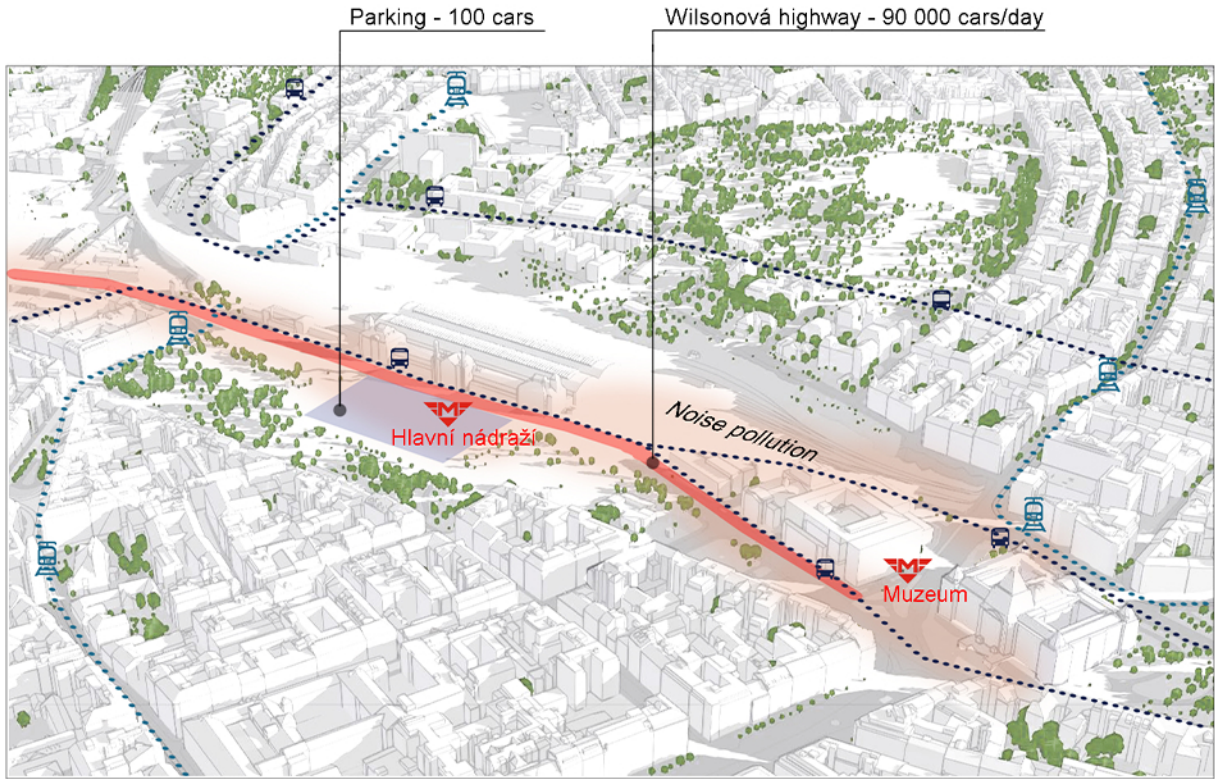 Parking - 100 cars
Wilsonová highway - 90 000 cars/day
Noise pollution
M
Hlavní nádraží
M
Muzeum